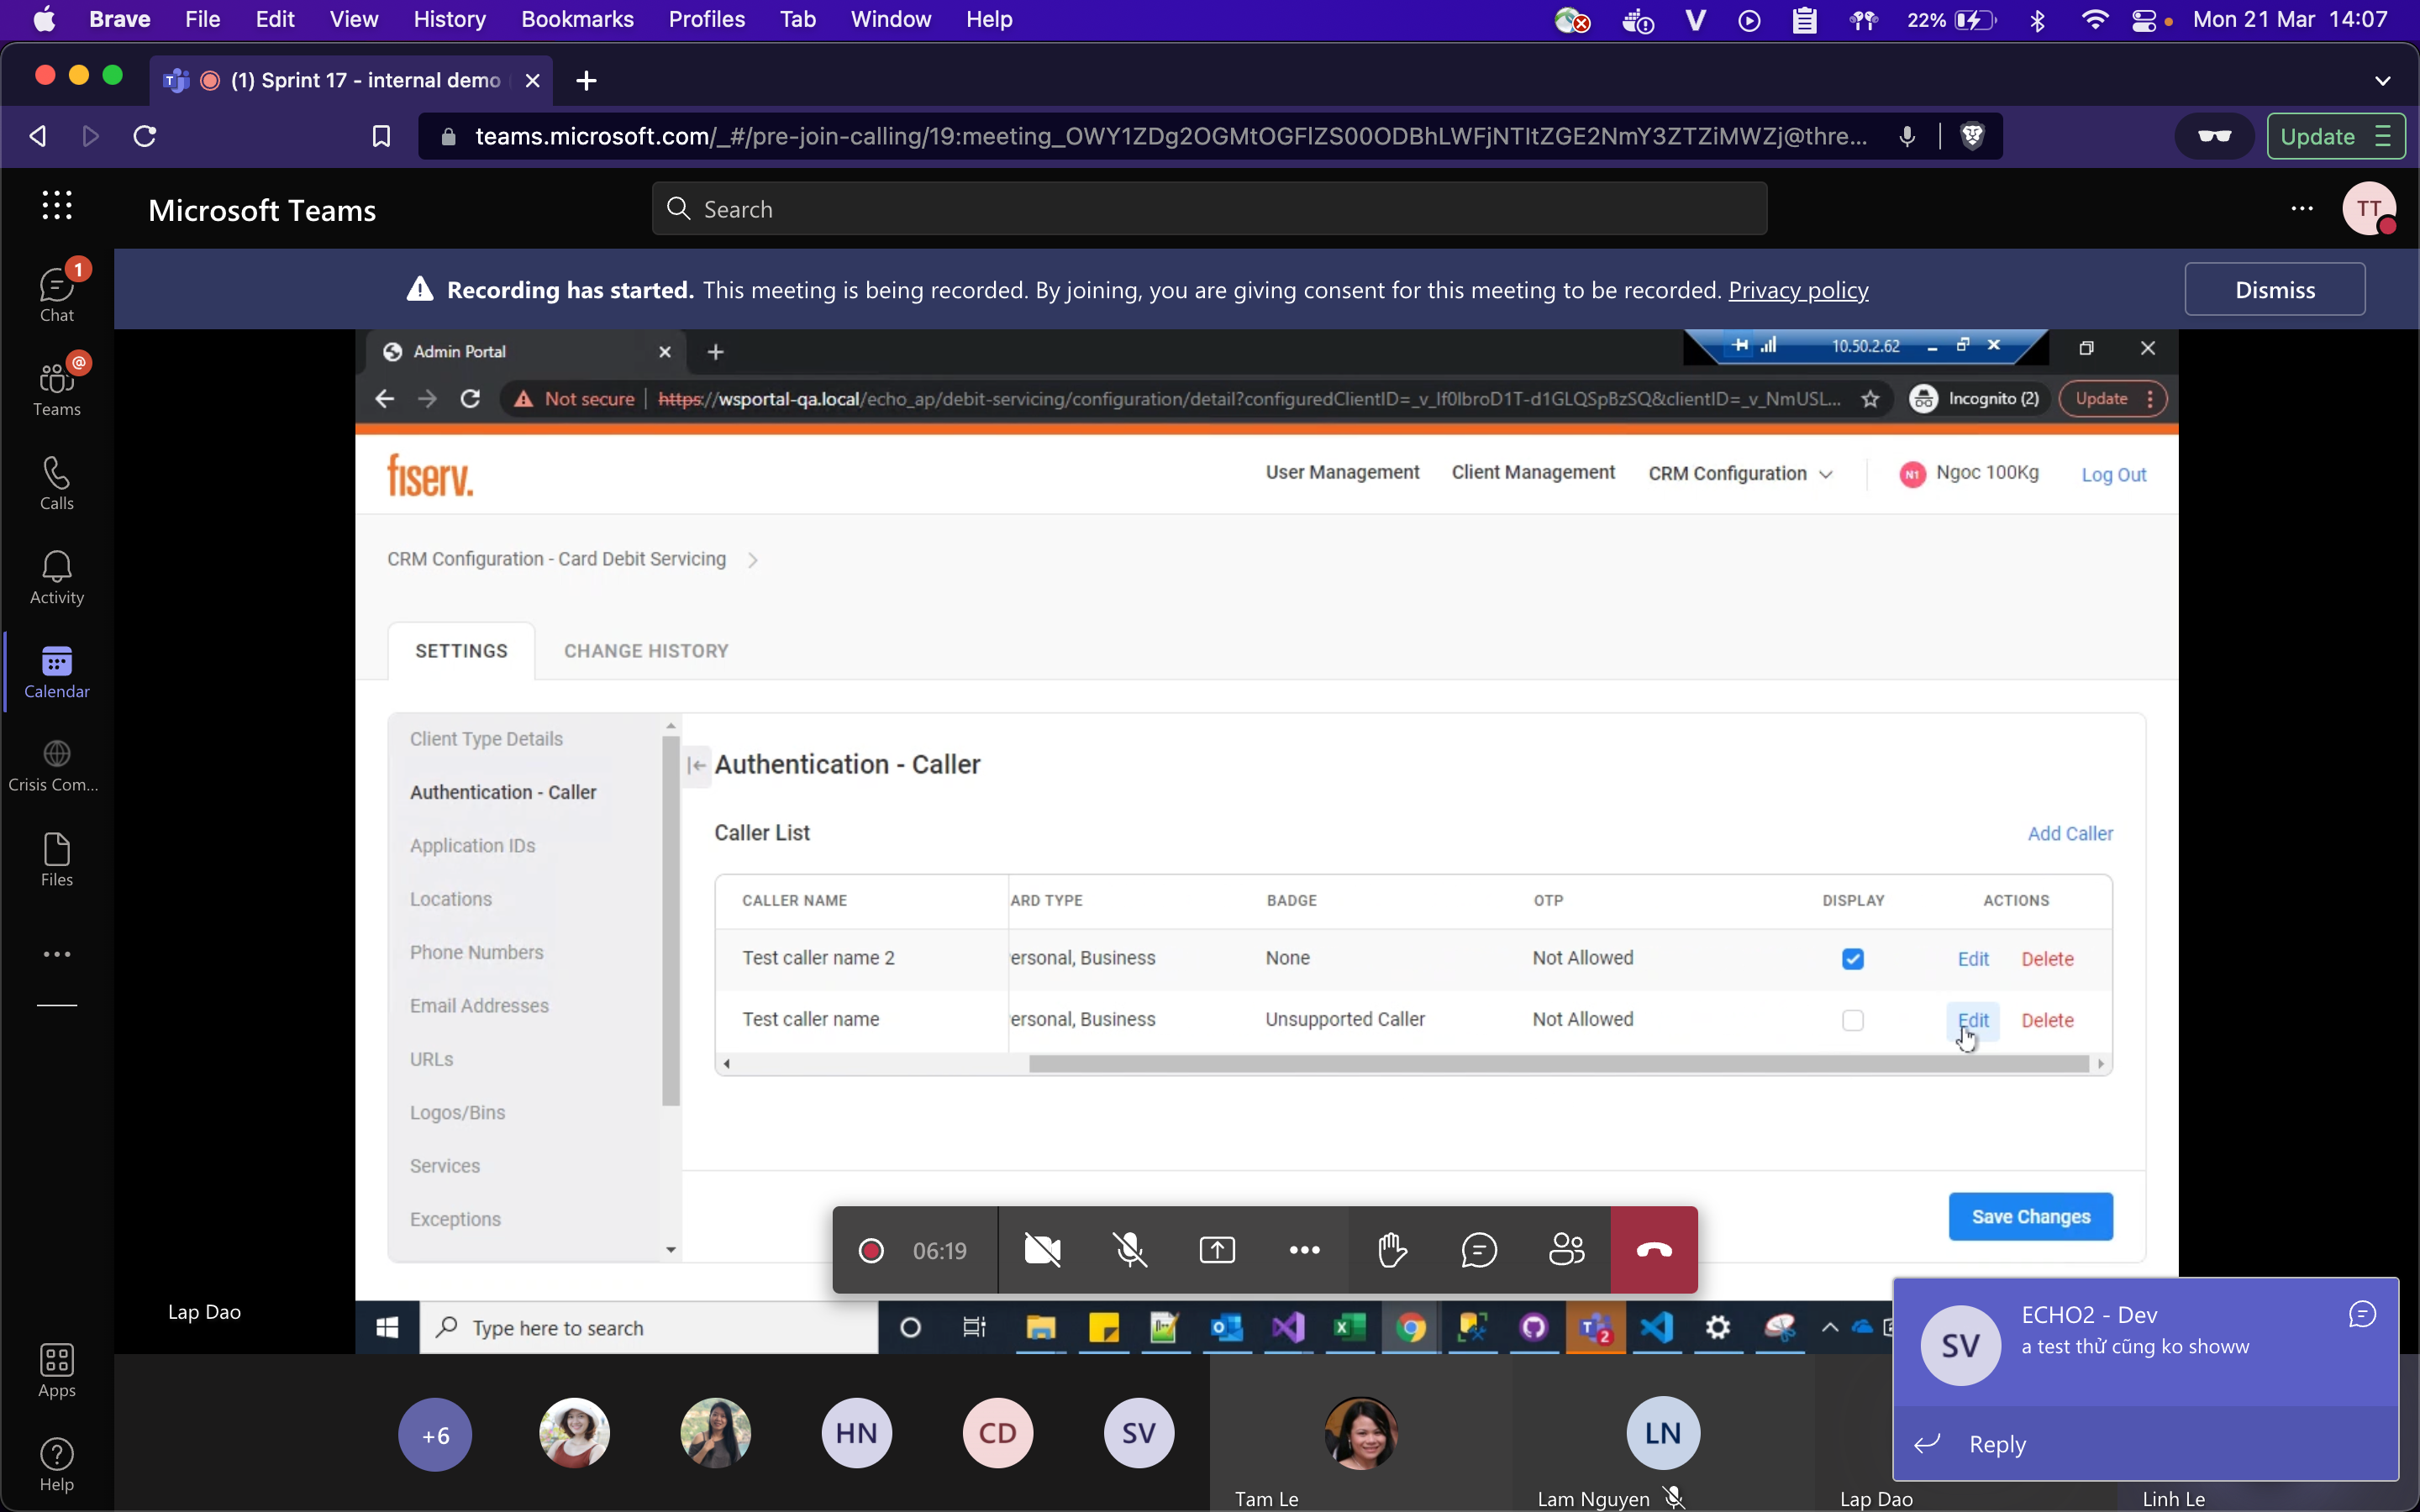 Brave File Edit View History Bookmarks Profiles Tab Window Help
22% Mon 21 Mar 14:07
(1) Sprint 17 - internal demo
teams.microsoft.com/_#/pre-join-calling/19:meeting_OWY1ZDg2OGMtOGFlZS00ODBhLWFjNTItZGE2NmY3ZTZiMWZj@thre...
Update
Microsoft Teams
Search
TT
Recording has started. This meeting is being recorded. By joining, you are giving consent for this meeting to be recorded. Privacy policy
Dismiss
1
Chat
@
Teams
Calls
Activity
Calendar
Crisis Com...
Files
Apps
Help
Admin Portal
10.50.2.62
Not secure https://wsportal-qa.local/echo_ap/debit-servicing/configuration/detail?configuredClientID=_v_lf0lbroD1T-d1GLQSpBzSQ&clientID=_v_NmUSL...
Incognito (2)
Update
fiserv.
User Management
Client Management
CRM Configuration
N1
Ngoc 100Kg
Log Out
CRM Configuration - Card Debit Servicing
SETTINGS
CHANGE HISTORY
Client Type Details
Authentication - Caller
Application IDs
Locations
Phone Numbers
Email Addresses
URLs
Logos/Bins
Services
Exceptions
Authentication - Caller
Caller List
Add Caller
CALLER NAME ARD TYPE BADGE OTP DISPLAY ACTIONS
Test caller name 2 ersonal, Business None Not Allowed Edit Delete
Test caller name ersonal, Business Unsupported Caller Not Allowed Edit Delete
Save Changes
06:19
Lap Dao
Type here to search
2
ECHO2 - Dev
SV
a test thử cũng ko showw
Reply
+6
HN
CD
SV
LN
Tam Le
Lam Nguyen
Lap Dao
Linh Le